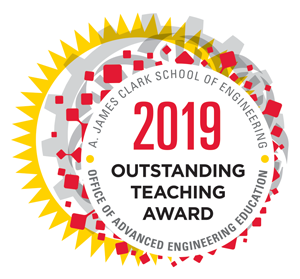 A. JAMES CLARK SCHOOL OF ENGINEERING
2019
OUTSTANDING
TEACHING
AWARD
OFFICE OF ADVANCED ENGINEERING EDUCATION